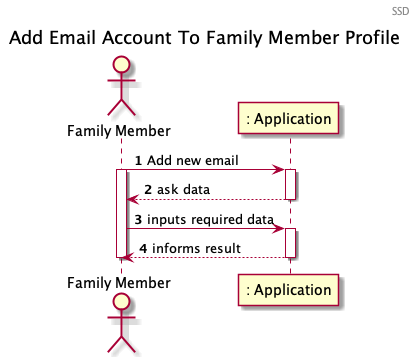 SSD
Add Email Account To Family Member Profile
Family Member
: Application
1 Add new email
2 ask data
3 inputs required data
4 informs result
Family Member
: Application